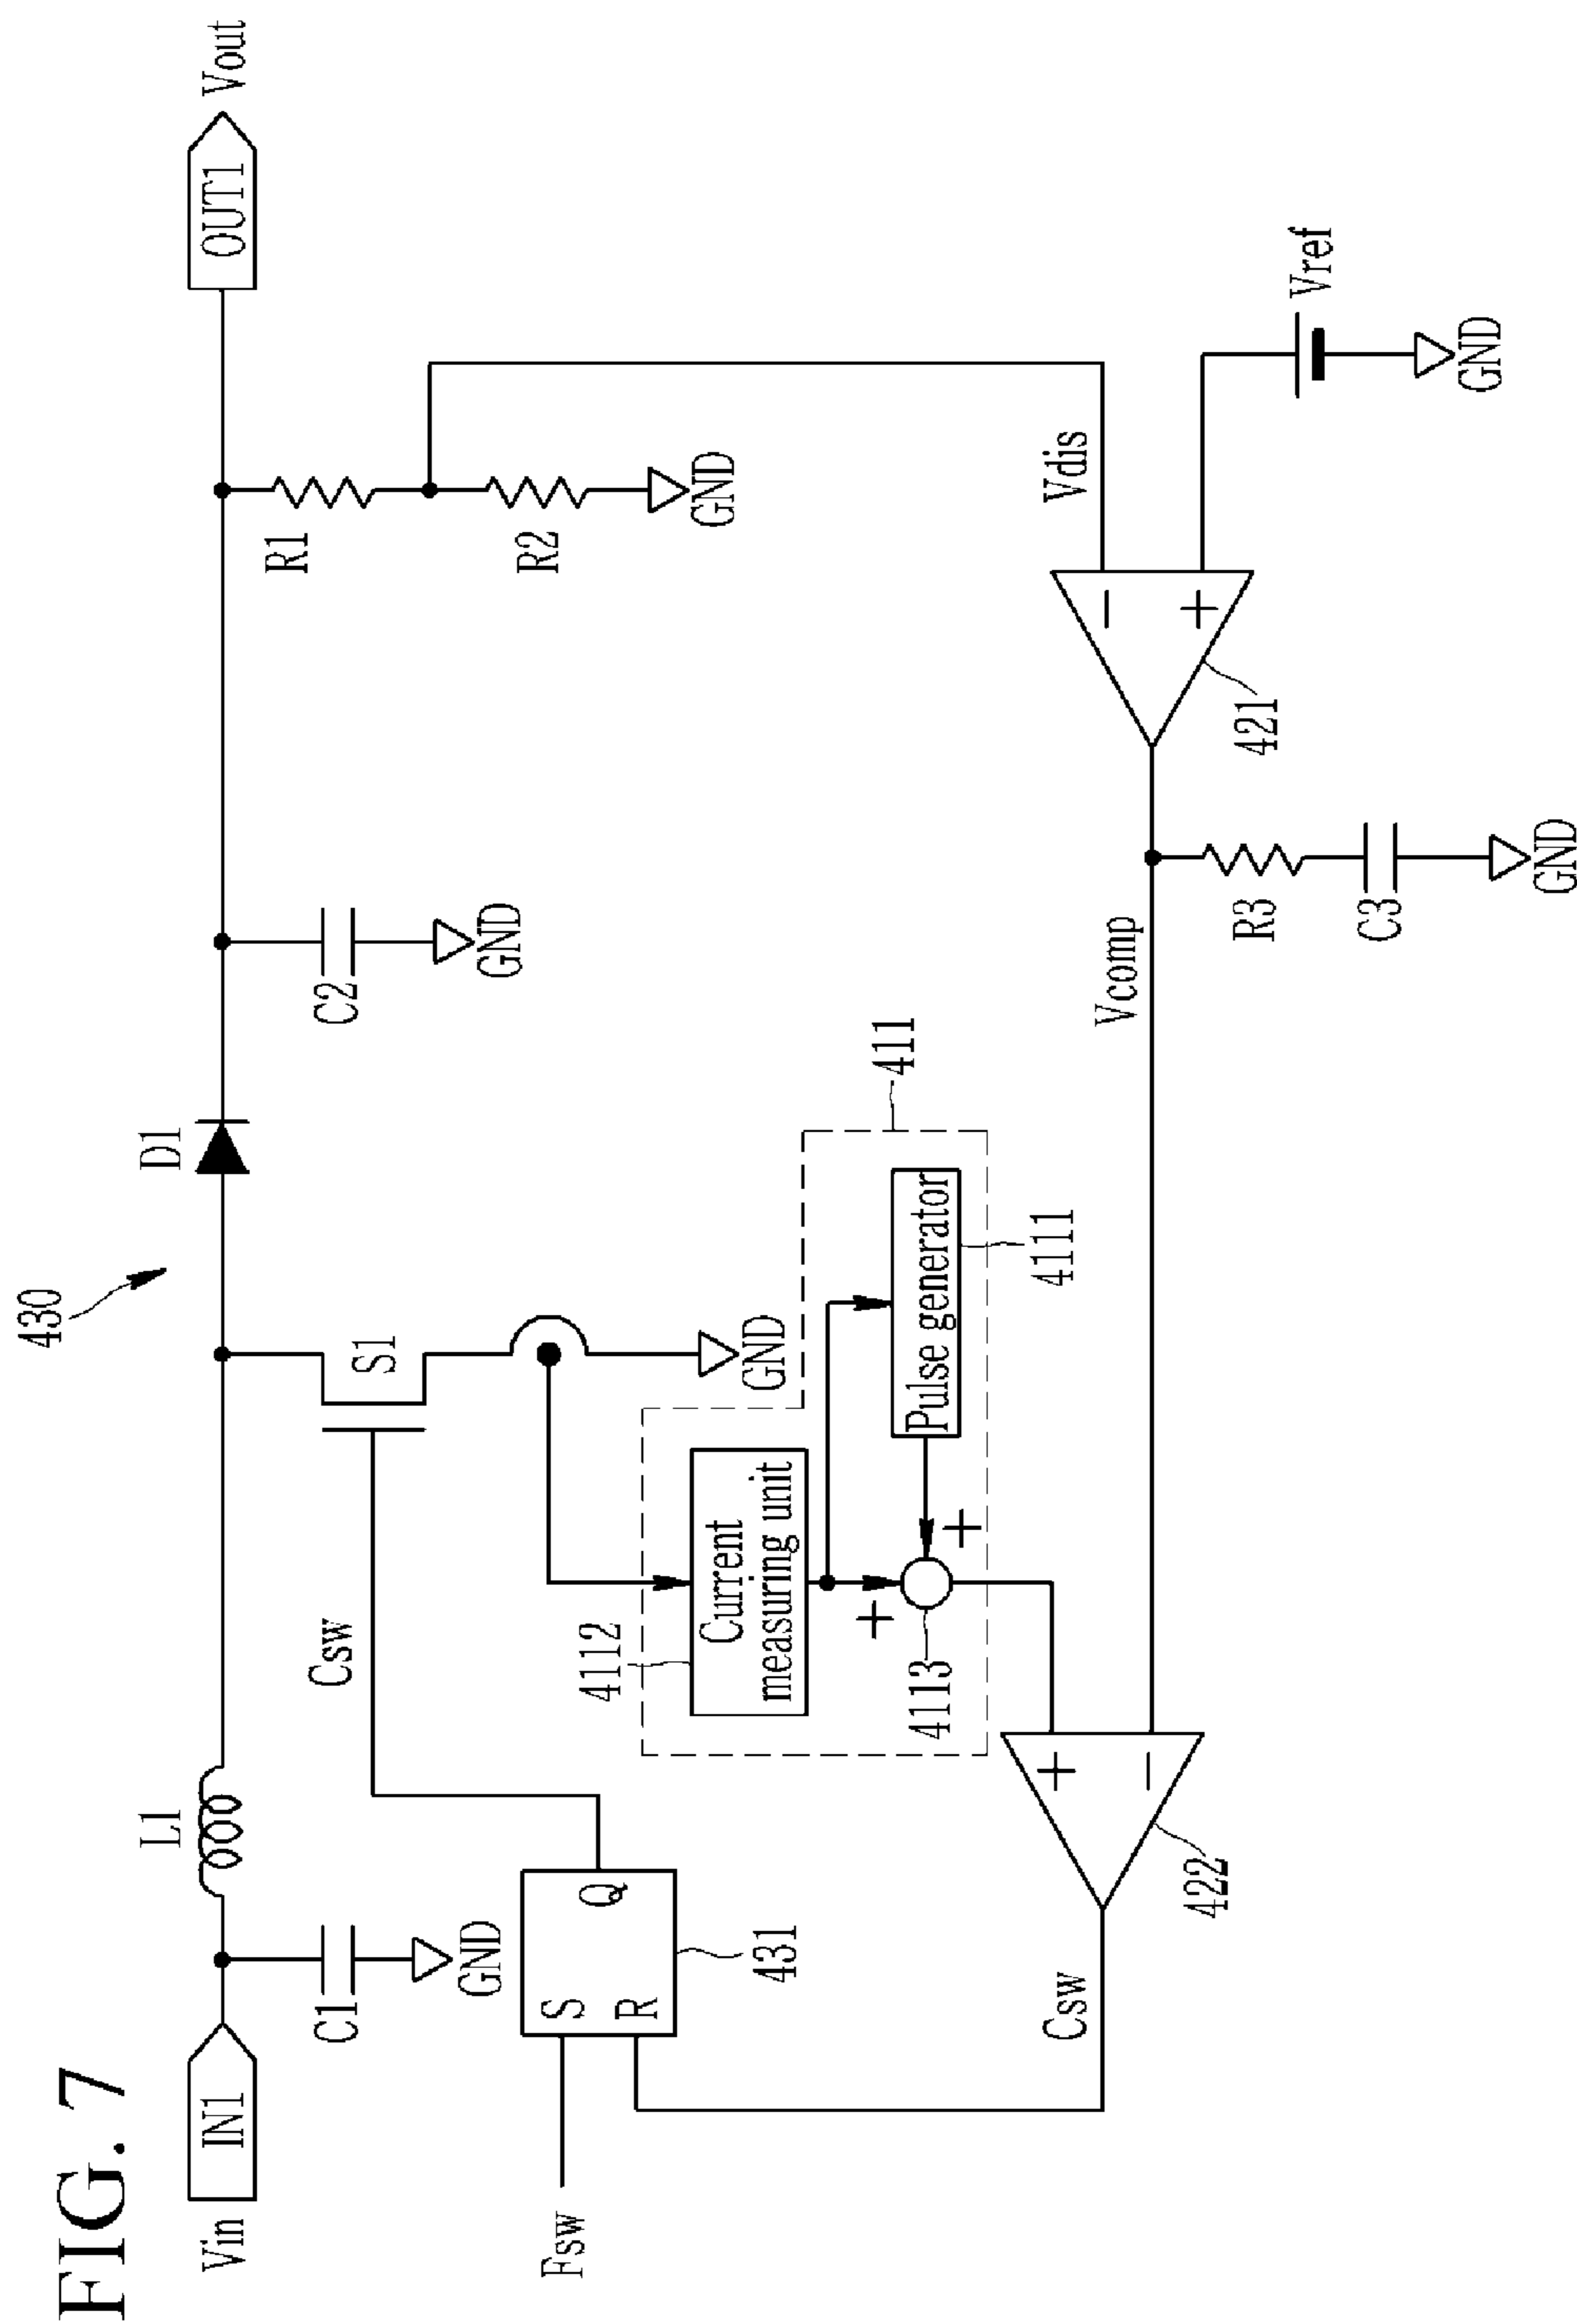 FIG. 7
430
Vin
IN1
L1
D1
OUT1
Vout
C1
GND
Csw
S1
C2
GND
R1
R2
GND
Fsw
S
R
Q
431
GND
4112
Current
measuring unit
411
Pulse generator
4111
+
+
4113
Vdis
Csw
+
−
422
Vcomp
R3
C3
GND
−
+
421
Vref
GND